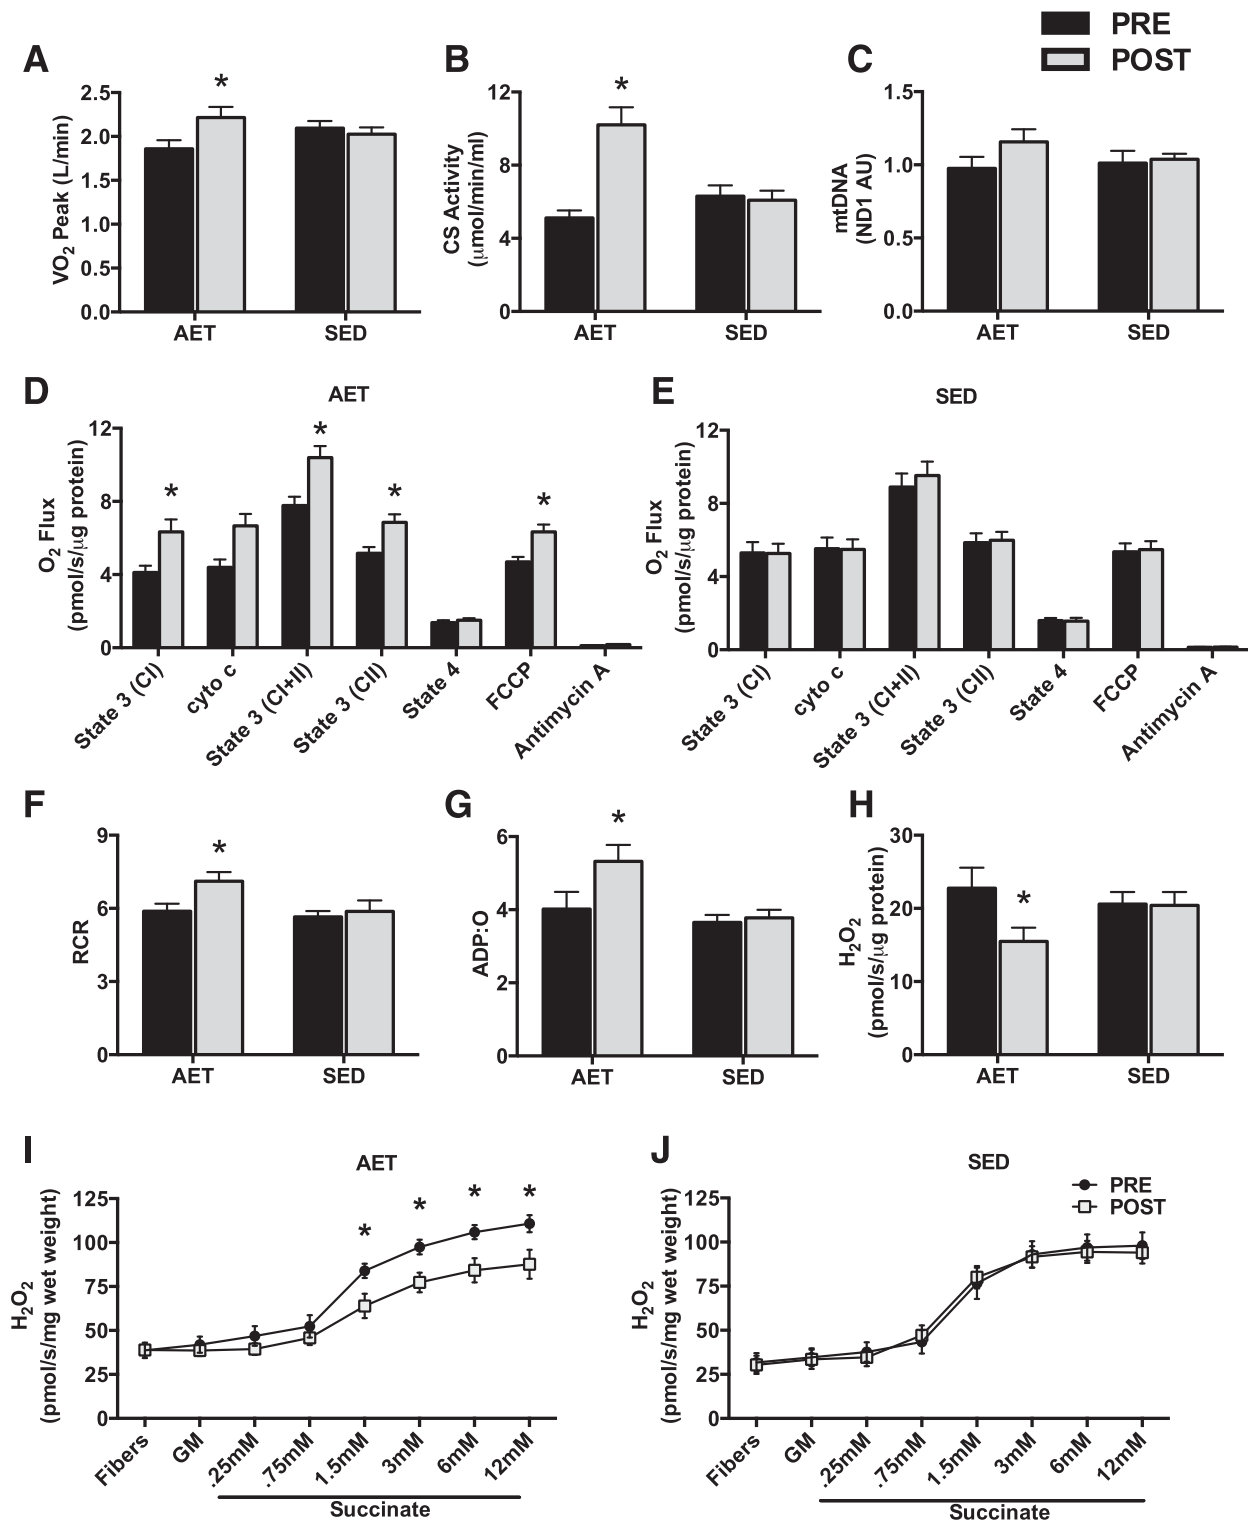 PRE
POST
A
B
C
VO2 Peak (L/min)
2.5
2.0
1.5
1.0
0.5
0.0
*
AET
SED
CS Activity
(µmol/min/ml)
12
8
4
0
*
AET
SED
mtDNA
(ND1 AU)
1.5
1.0
0.5
0.0
AET
SED
D
AET
O2 Flux
(pmol/s/µg protein)
12
8
4
0
*
*
*
*
State 3 (CI)
cyto c
State 3 (CI+II)
State 3 (CII)
State 4
FCCP
Antimycin A
E
SED
O2 Flux
(pmol/s/µg protein)
12
8
4
0
State 3 (CI)
cyto c
State 3 (CI+II)
State 3 (CII)
State 4
FCCP
Antimycin A
F
RCR
9
6
3
0
*
AET
SED
G
ADP:O
6
4
2
0
*
AET
SED
H
H2O2
(pmol/s/µg protein)
30
20
10
0
*
AET
SED
I
AET
H2O2
(pmol/s/mg wet weight)
125
100
75
50
25
0
* * * *
Fibers
GM
.25mM
.75mM
1.5mM
3mM
6mM
12mM
Succinate
J
SED
PRE
POST
H2O2
(pmol/s/mg wet weight)
125
100
75
50
25
0
Fibers
GM
.25mM
.75mM
1.5mM
3mM
6mM
12mM
Succinate